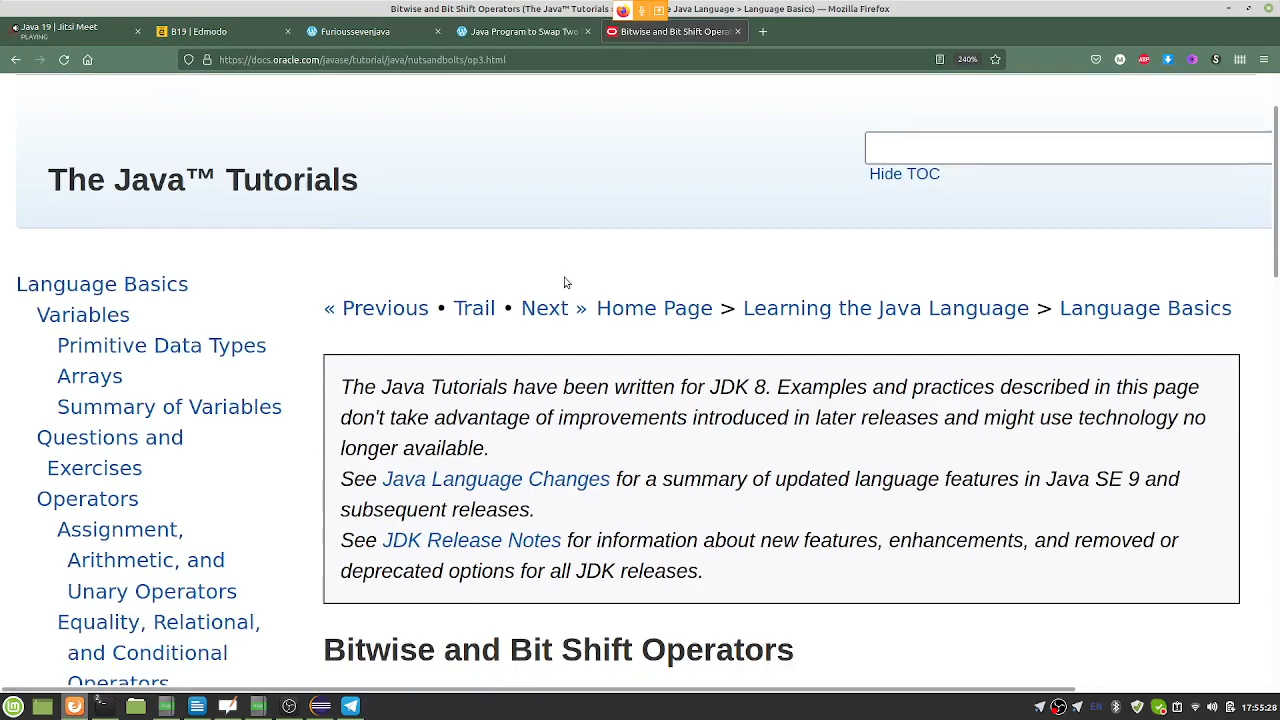 Bitwise and Bit Shift Operators (The Java™ Tutorials
e Java Language > Language Basics) — Mozilla Firefox
Java 19 | Jitsi Meet
PLAYING
B19 | Edmodo
Furioussevenjava
Java Program to Swap Two
Bitwise and Bit Shift Opera
https://docs.oracle.com/javase/tutorial/java/nutsandbolts/op3.html
240%
The Java™ Tutorials
Hide TOC
Language Basics
Variables
Primitive Data Types
Arrays
Summary of Variables
Questions and
Exercises
Operators
Assignment,
Arithmetic, and
Unary Operators
Equality, Relational,
and Conditional
Operators
« Previous • Trail • Next » Home Page > Learning the Java Language > Language Basics
The Java Tutorials have been written for JDK 8. Examples and practices described in this page
don't take advantage of improvements introduced in later releases and might use technology no
longer available.
See Java Language Changes for a summary of updated language features in Java SE 9 and
subsequent releases.
See JDK Release Notes for information about new features, enhancements, and removed or
deprecated options for all JDK releases.
Bitwise and Bit Shift Operators
EN
17:55:28